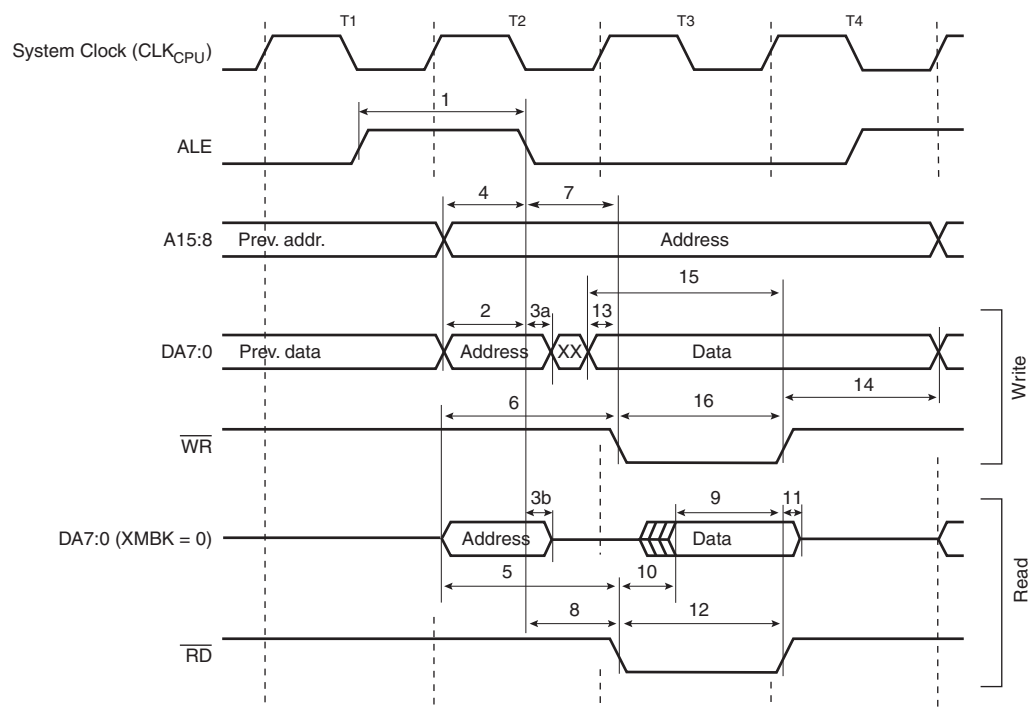 T1 T2 T3 T4
System Clock (CLKCPU)
1
ALE
4 7
A15:8 Prev. addr. Address
15
2 3a 13
DA7:0 Prev. data Address XX Data
14
6 16
WR
Write
3b 9 11
DA7:0 (XMBK = 0) Address Data
5 10
Read
8 12
RD